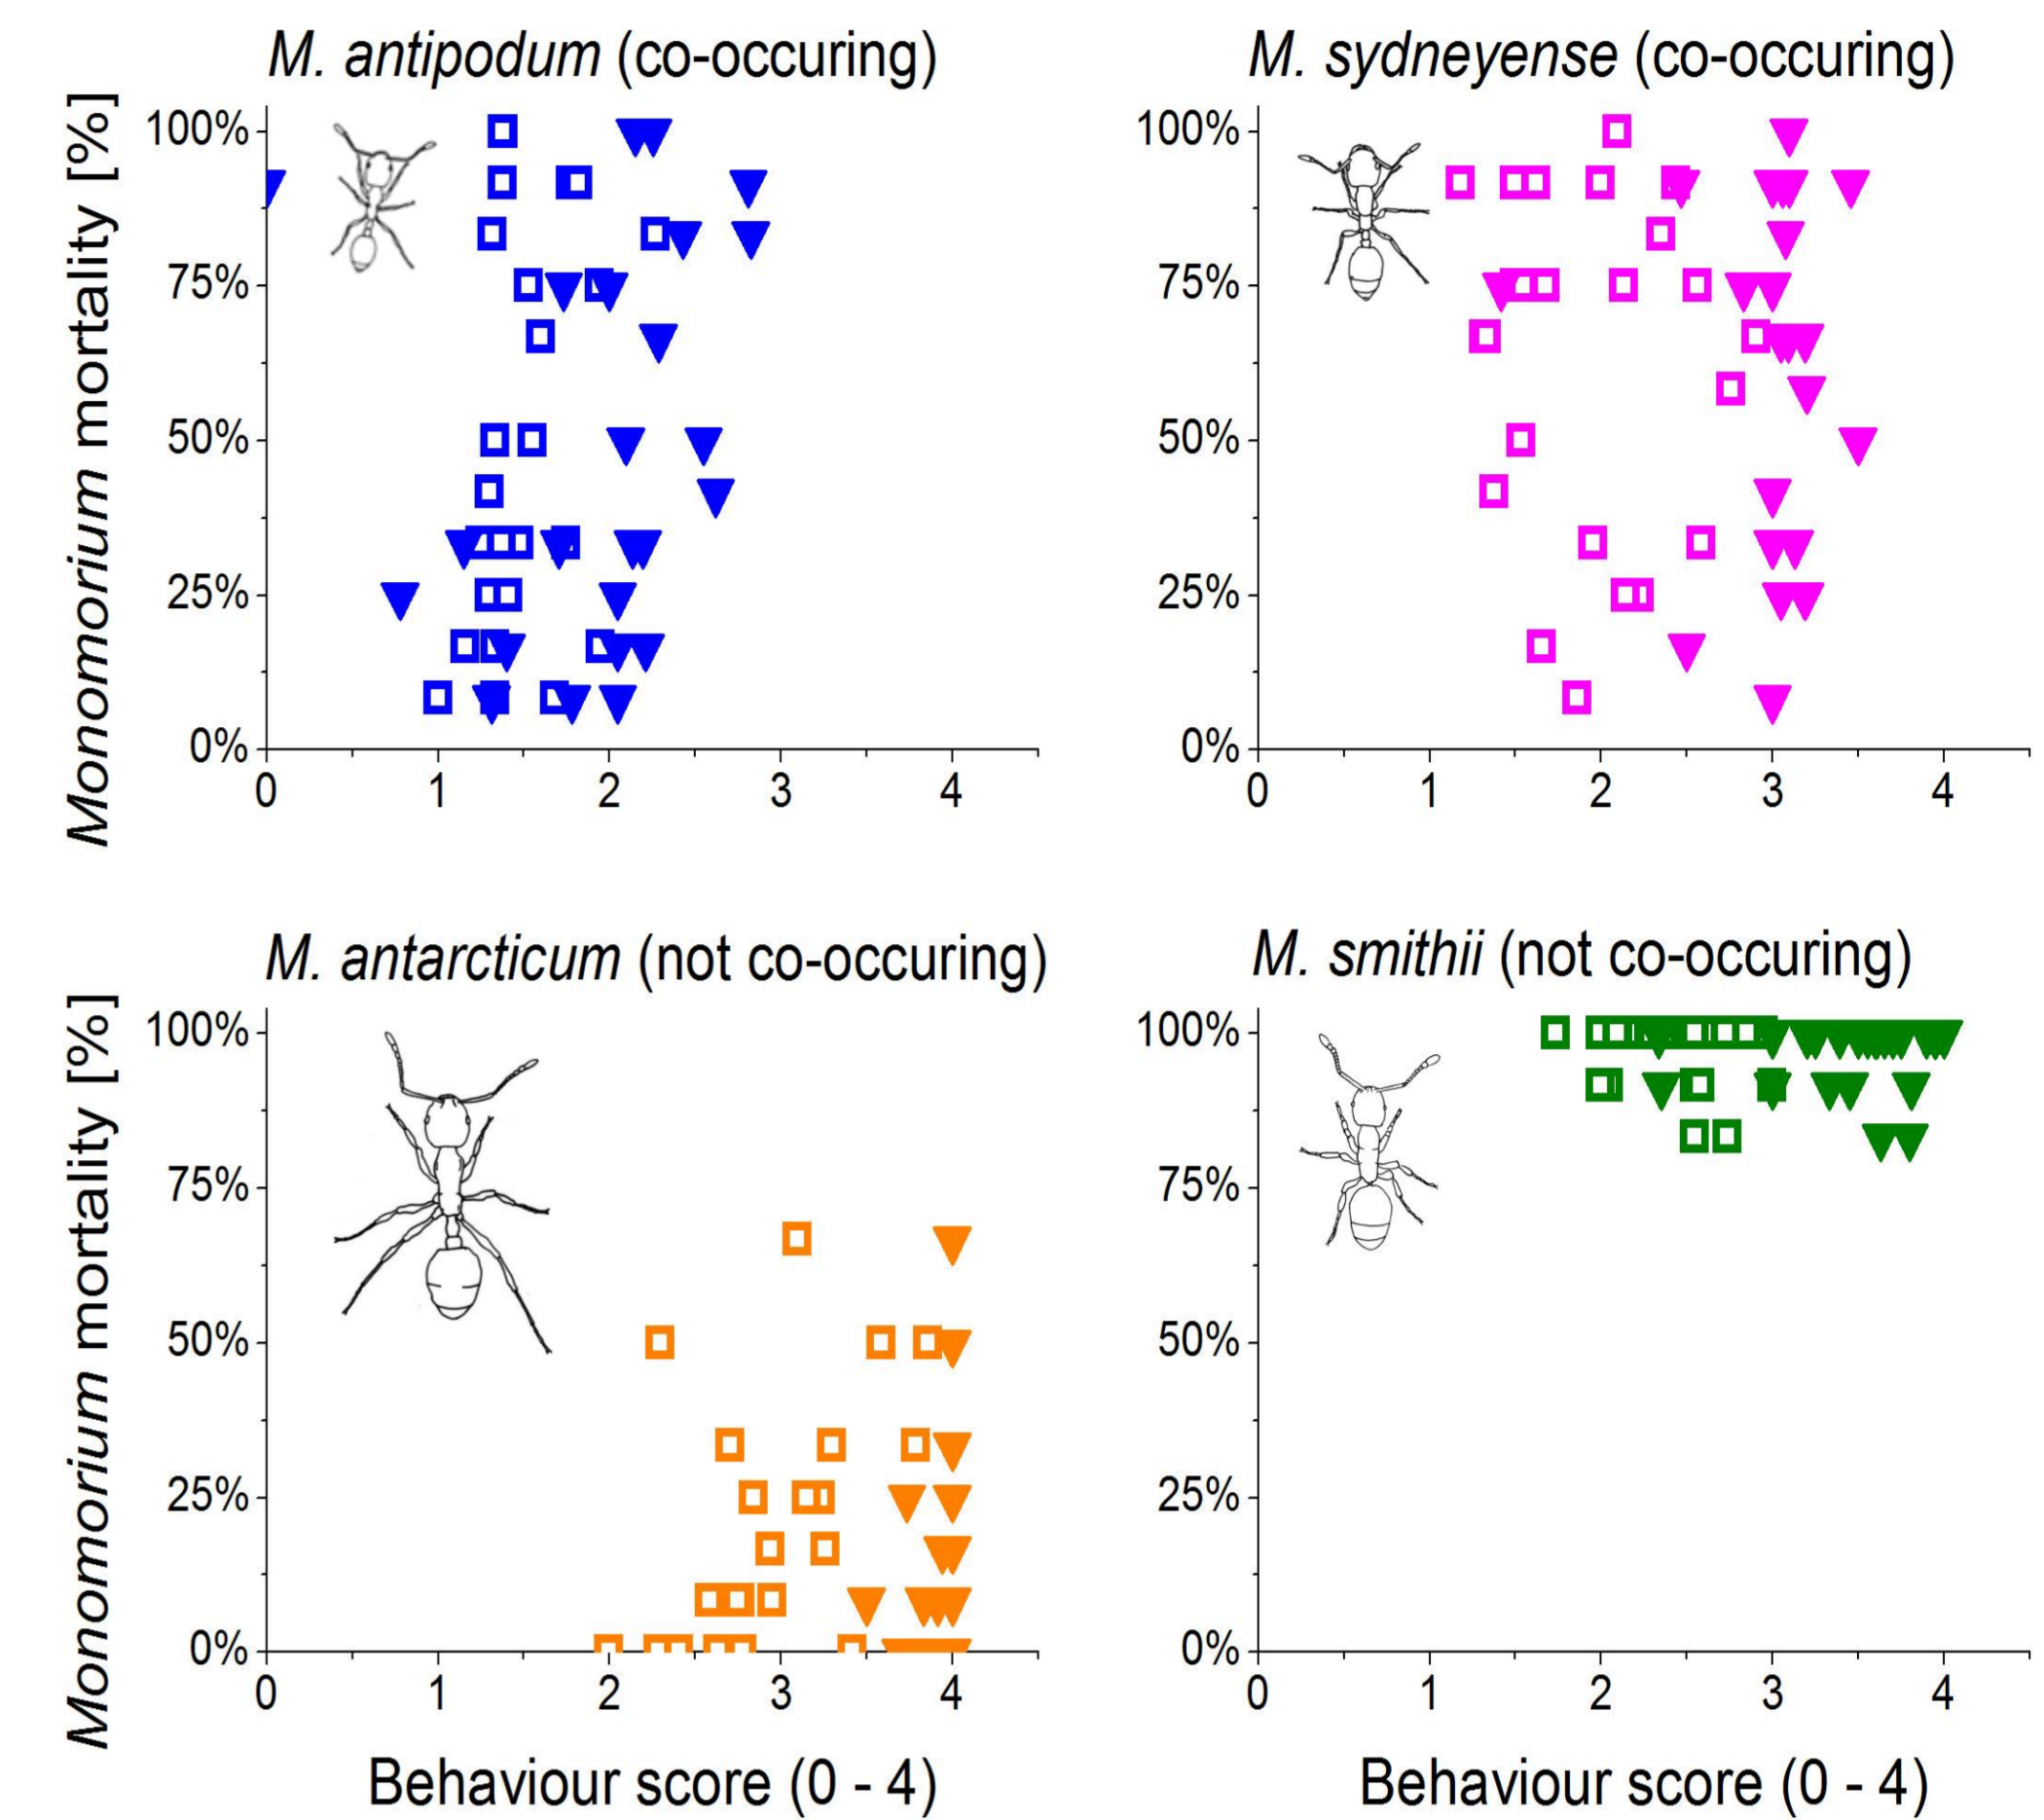 M. antipodum (co-occuring)
Monomorium mortality [%]
100%
75%
50%
25%
0%
0 1 2 3 4
M. sydneyense (co-occuring)
100%
75%
50%
25%
0%
0 1 2 3 4
M. antarcticum (not co-occuring)
Monomorium mortality [%]
100%
75%
50%
25%
0%
0 1 2 3 4
Behaviour score (0 - 4)
M. smithii (not co-occuring)
100%
75%
50%
25%
0%
0 1 2 3 4
Behaviour score (0 - 4)